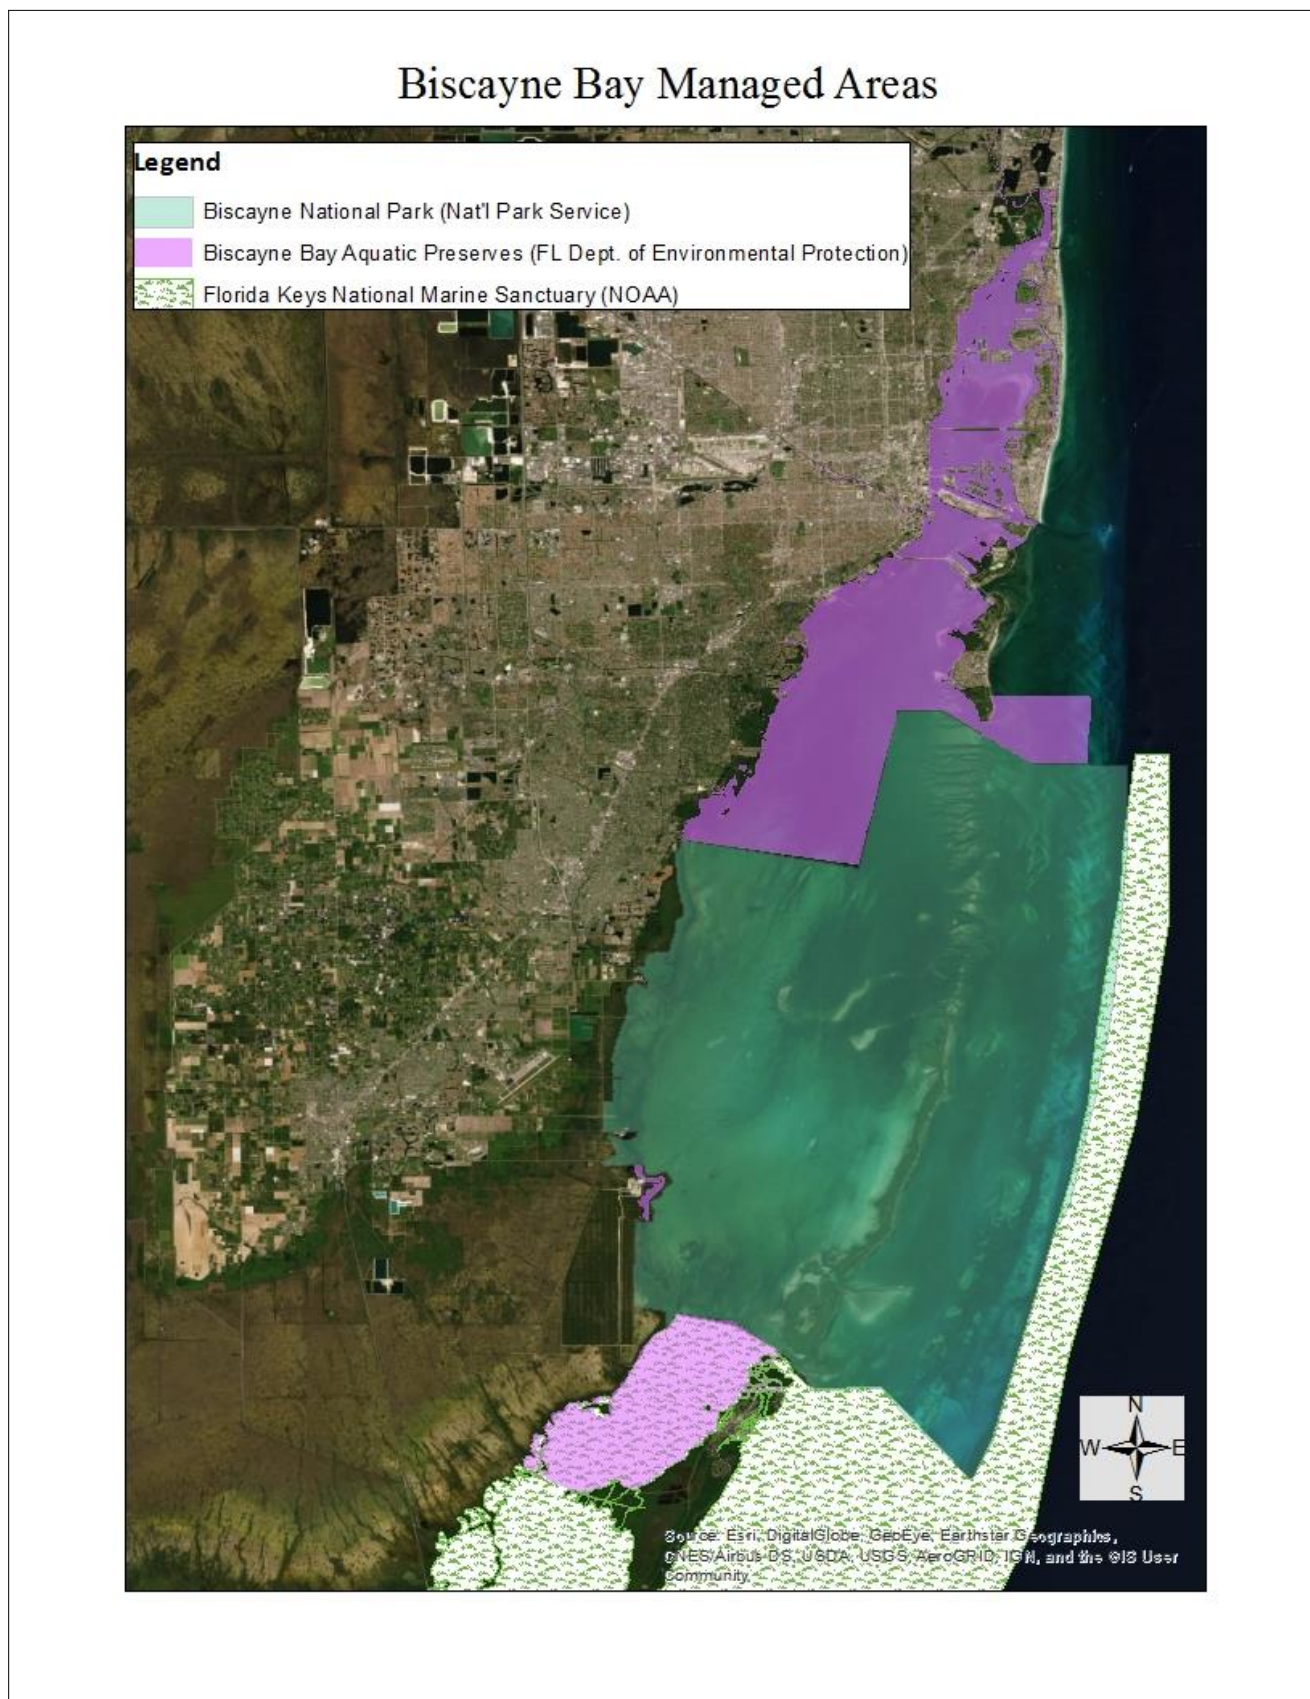 Biscayne Bay Managed Areas
Legend
Biscayne National Park (Nat'l Park Service)
Biscayne Bay Aquatic Preserves (FL Dept. of Environmental Protection)
Florida Keys National Marine Sanctuary (NOAA)
N
W E
S
Source: Esri, DigitalGlobe, GeoEye, Earthstar Geographics,
CNES/Airbus DS, USDA, USGS, AeroGRID, IGN, and the GIS User
Community